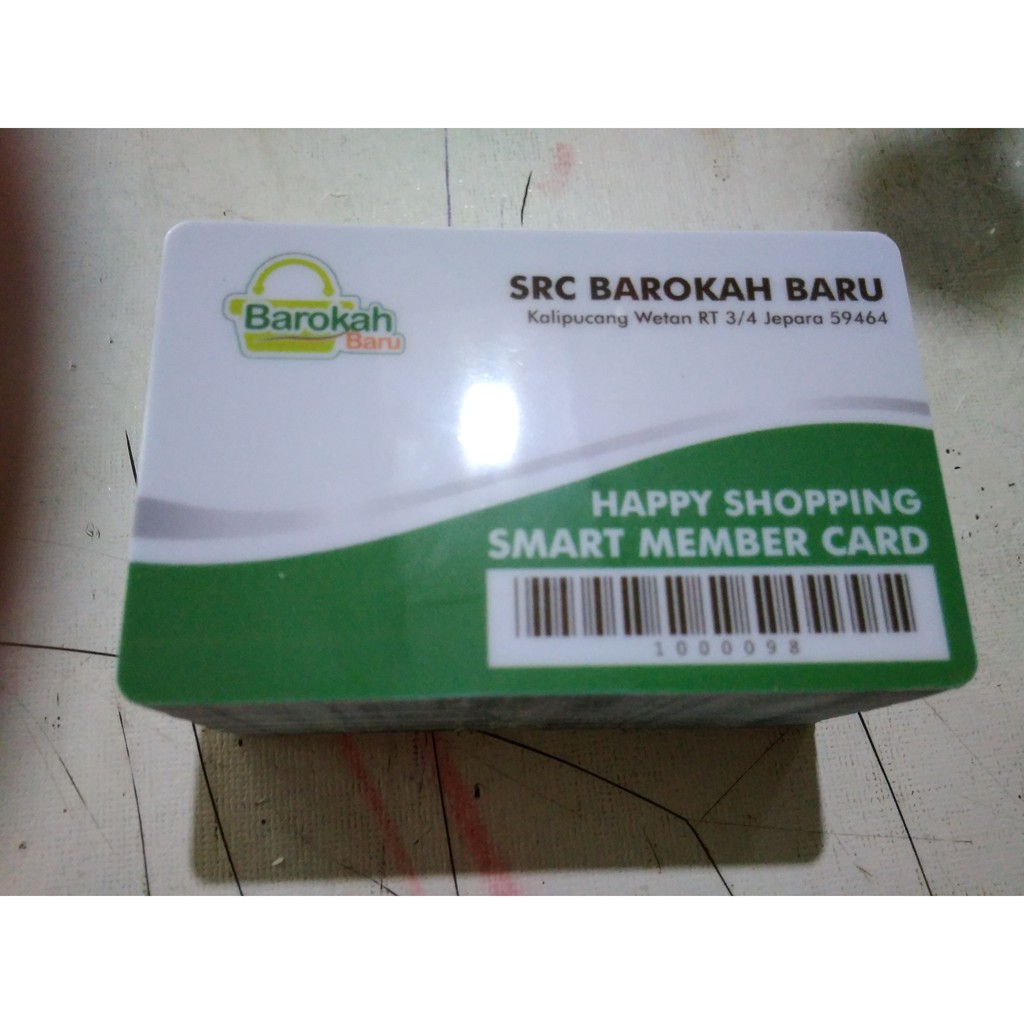 Barokah
Baru
SRC BAROKAH BARU
Kalipucang Wetan RT 3/4 Jepara 59464
HAPPY SHOPPING
SMART MEMBER CARD
1000098